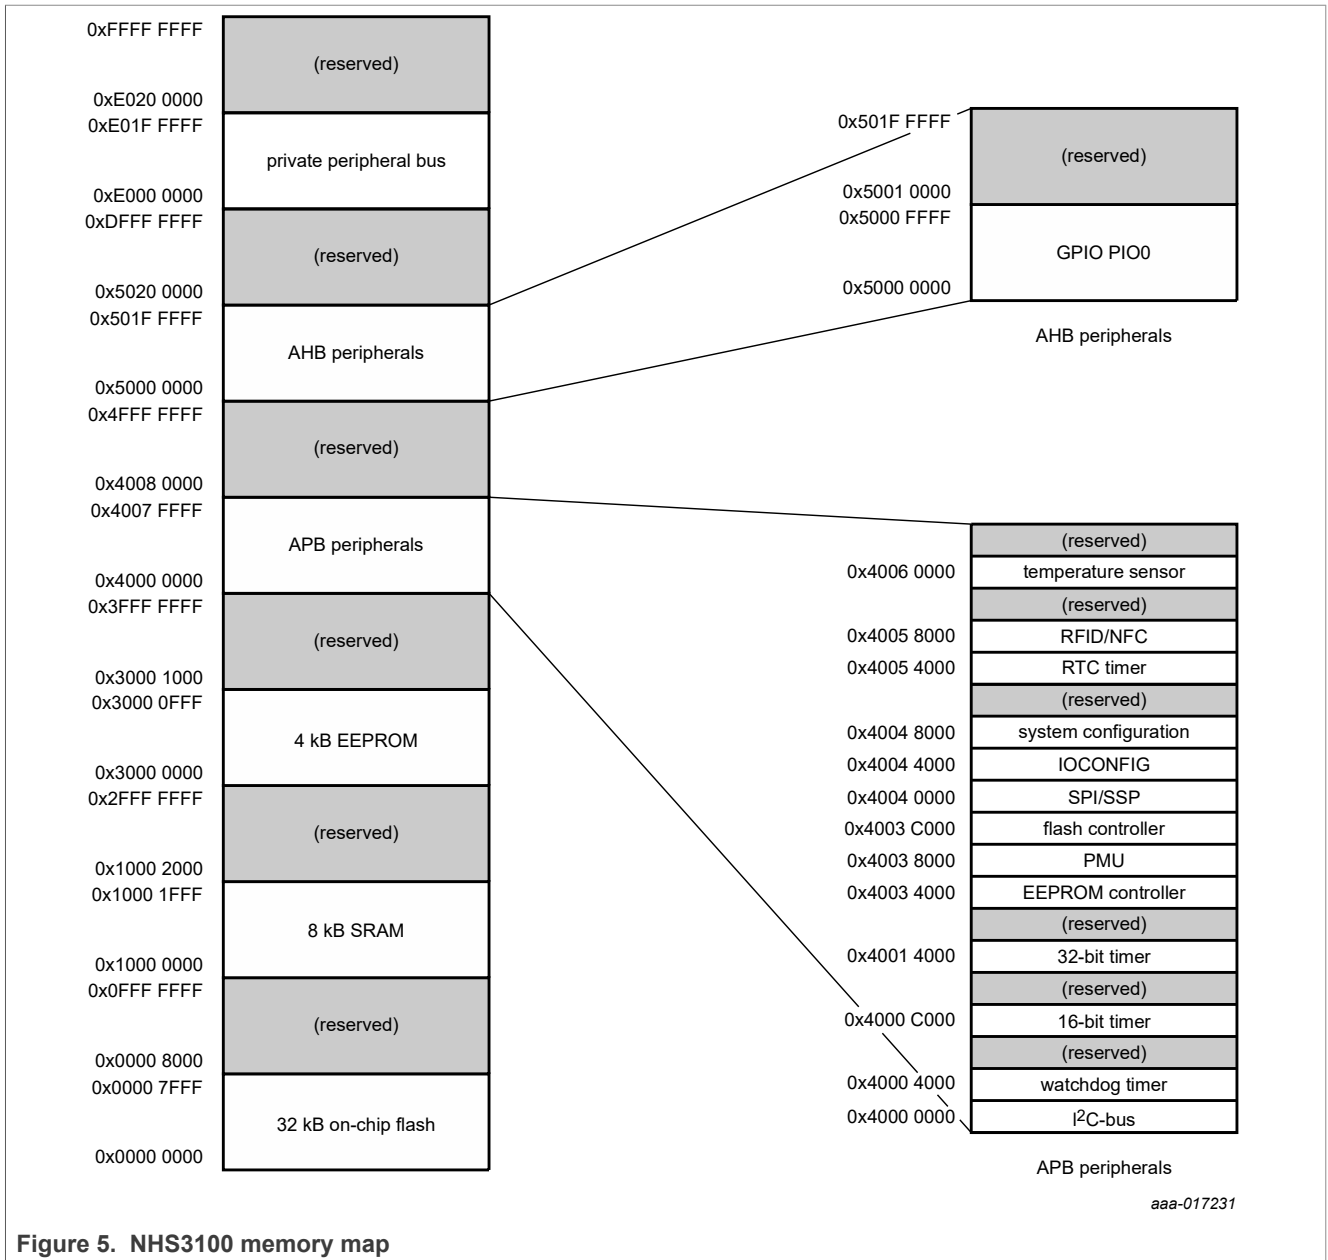 0xFFFF FFFF
(reserved)
0xE020 0000
0xE01F FFFF
private peripheral bus
0xE000 0000
0xDFFF FFFF
(reserved)
0x5020 0000
0x501F FFFF
AHB peripherals
0x5000 0000
0x4FFF FFFF
(reserved)
0x4008 0000
0x4007 FFFF
APB peripherals
0x4000 0000
0x3FFF FFFF
(reserved)
0x3000 1000
0x3000 0FFF
4 kB EEPROM
0x3000 0000
0x2FFF FFFF
(reserved)
0x1000 2000
0x1000 1FFF
8 kB SRAM
0x1000 0000
0x0FFF FFFF
(reserved)
0x0000 8000
0x0000 7FFF
32 kB on-chip flash
0x0000 0000
0x501F FFFF
(reserved)
0x5001 0000
0x5000 FFFF
GPIO PIO0
0x5000 0000
AHB peripherals
(reserved)
0x4006 0000 temperature sensor
(reserved)
0x4005 8000 RFID/NFC
0x4005 4000 RTC timer
(reserved)
0x4004 8000 system configuration
0x4004 4000 IOCONFIG
0x4004 0000 SPI/SSP
0x4003 C000 flash controller
0x4003 8000 PMU
0x4003 4000 EEPROM controller
(reserved)
0x4001 4000 32-bit timer
(reserved)
0x4000 C000 16-bit timer
(reserved)
0x4000 4000 watchdog timer
0x4000 0000 I²C-bus
APB peripherals
aaa-017231
Figure 5. NHS3100 memory map